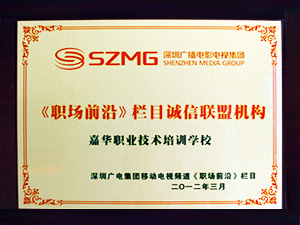 SZMG 深圳广播电影电视集团
SHENZHEN MEDIA GROUP
《职场前沿》栏目诚信联盟机构
嘉华职业技术培训学校
深圳广电集团移动电视频道《职场前沿》栏目
二〇一二年三月